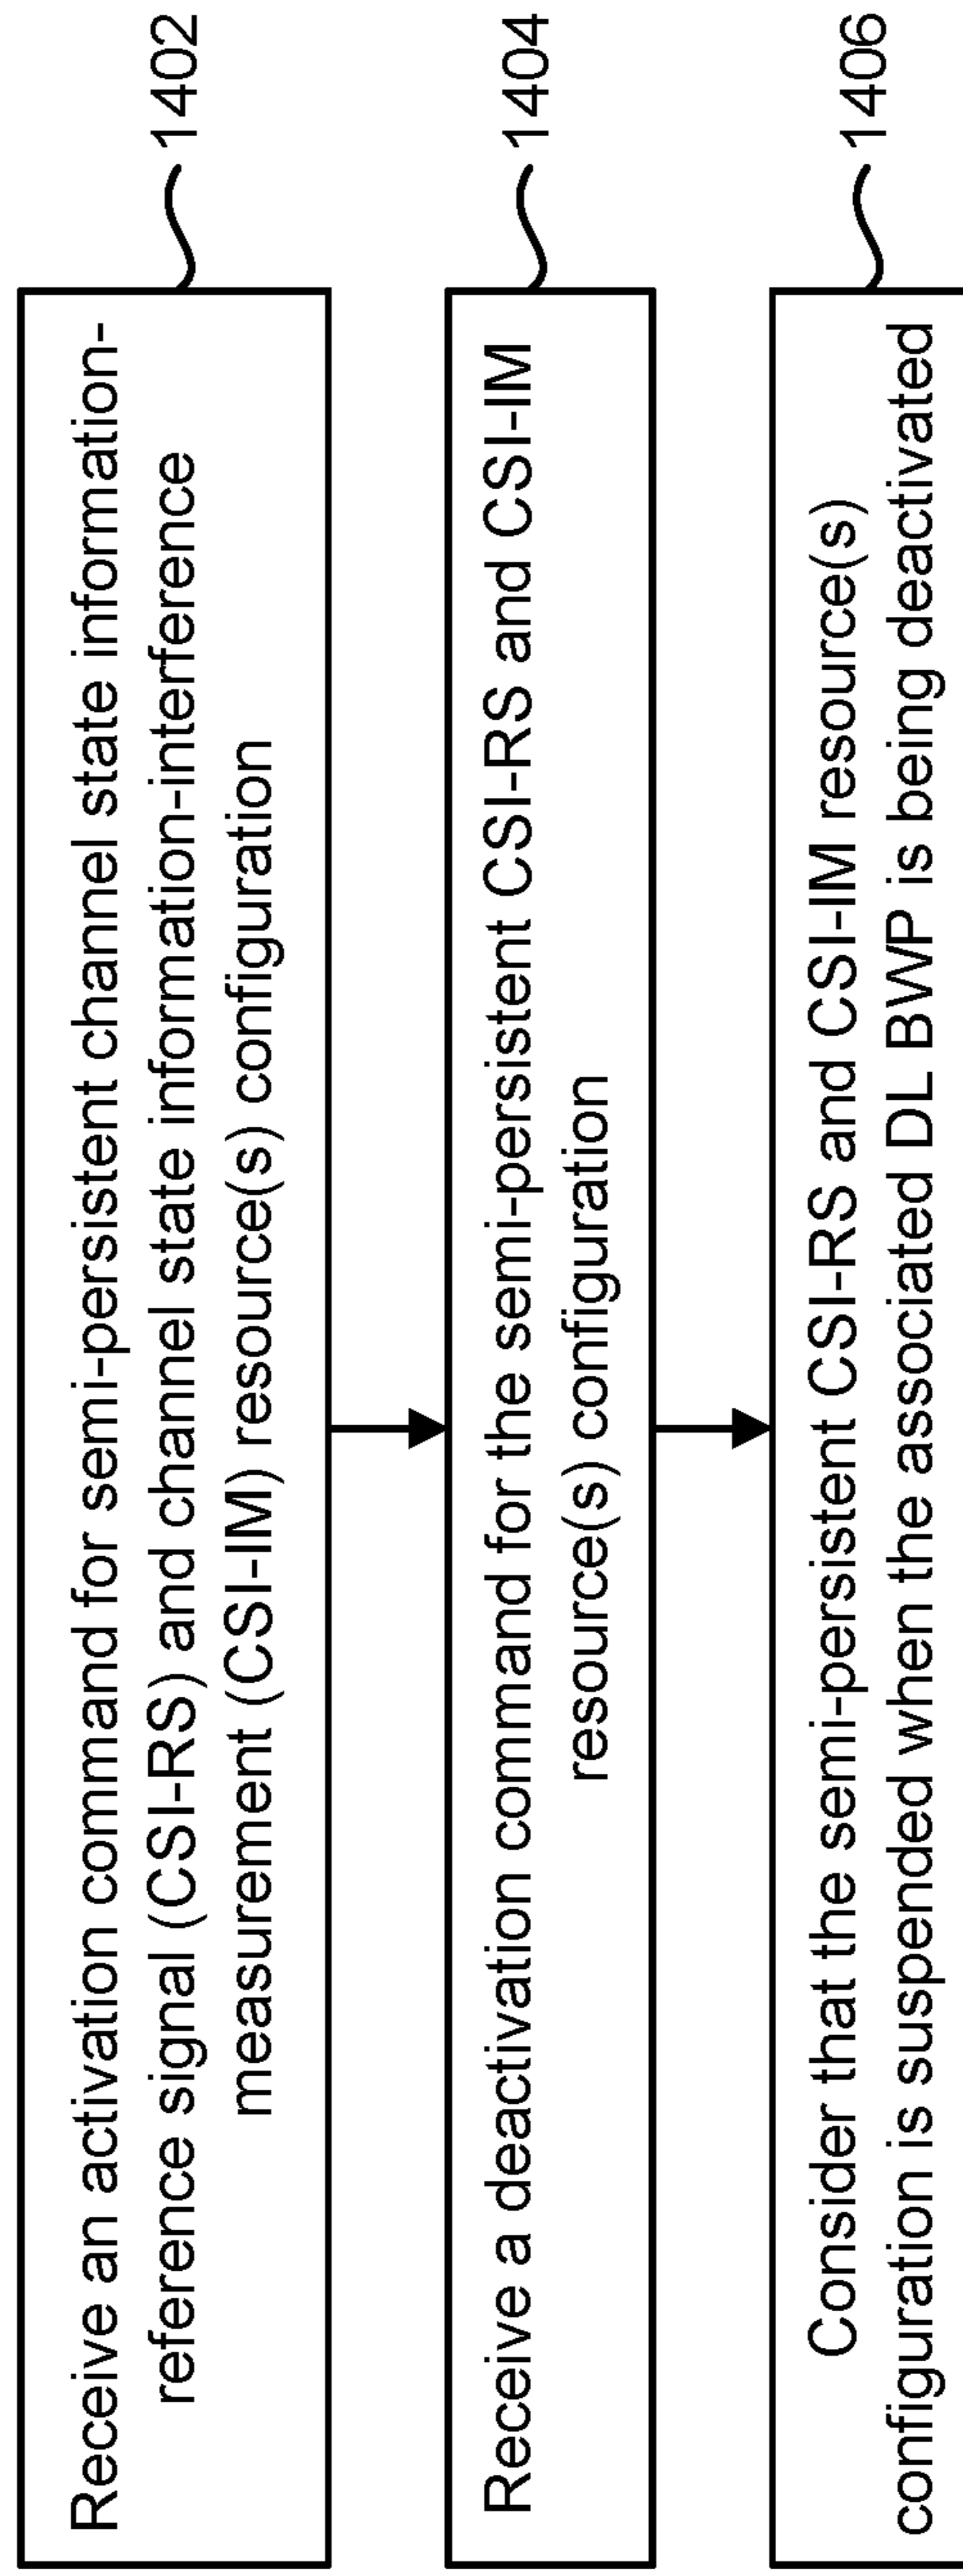 Receive an activation command for semi-persistent channel state information-
reference signal (CSI-RS) and channel state information-interference
measurement (CSI-IM) resource(s) configuration
1402
Receive a deactivation command for the semi-persistent CSI-RS and CSI-IM
resource(s) configuration
1404
Consider that the semi-persistent CSI-RS and CSI-IM resource(s)
configuration is suspended when the associated DL BWP is being deactivated
1406